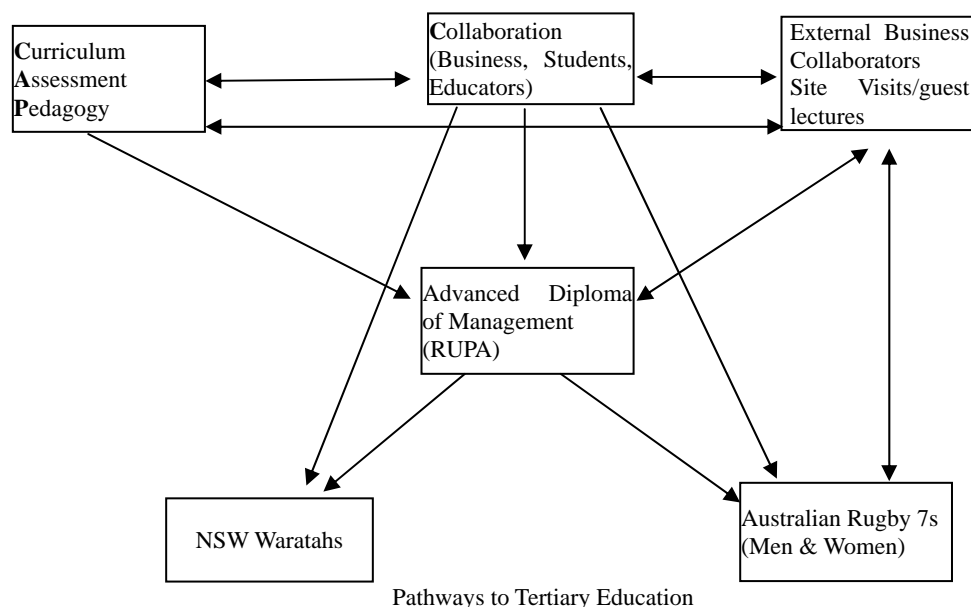 Curriculum
Assessment
Pedagogy
Collaboration
(Business, Students,
Educators)
External Business
Collaborators
Site Visits/guest
lectures
Advanced Diploma
of Management
(RUPA)
NSW Waratahs
Australian Rugby 7s
(Men & Women)
Pathways to Tertiary Education